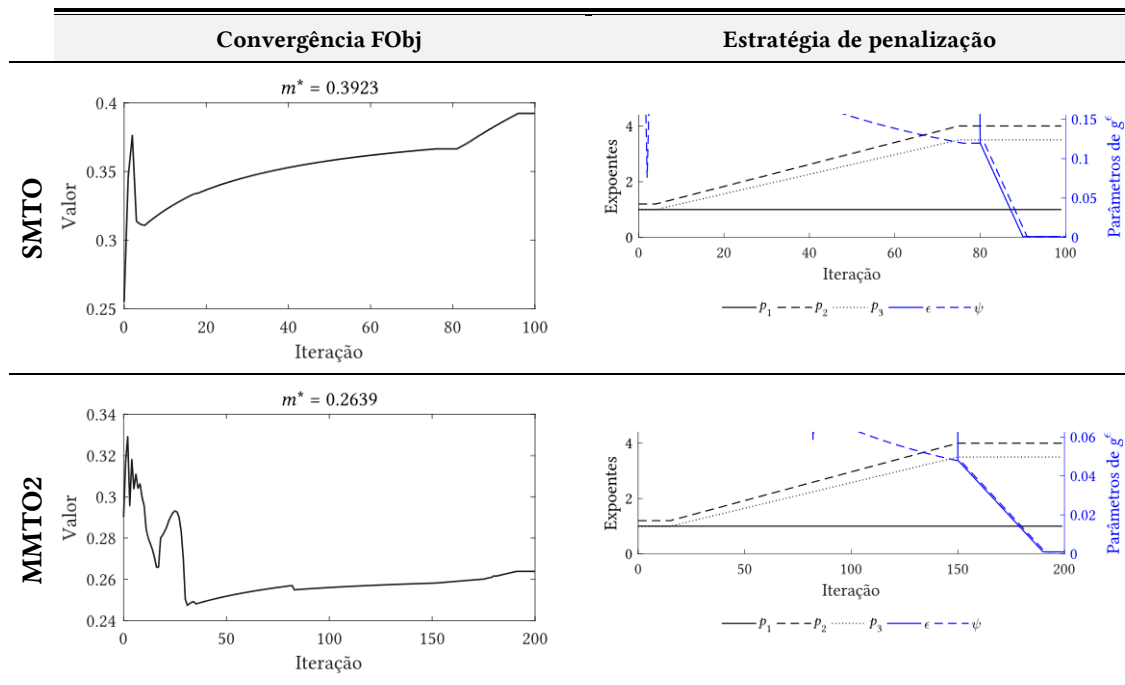 Convergência FObj
Estratégia de penalização
SMTO
m* = 0.3923
0.4
0.35
0.3
0.25
Valor
0 20 40 60 80 100
Iteração
4
2
0
Expoentes
0.15
0.1
0.05
0
Parâmetros de g^ϵ
0 20 40 60 80 100
Iteração
p₁ p₂ p₃ ϵ ψ
MMTO2
m* = 0.2639
0.34
0.32
0.3
0.28
0.26
0.24
Valor
0 50 100 150 200
Iteração
4
2
0
Expoentes
0.06
0.04
0.02
0
Parâmetros de g^ϵ
0 50 100 150 200
Iteração
p₁ p₂ p₃ ϵ ψ